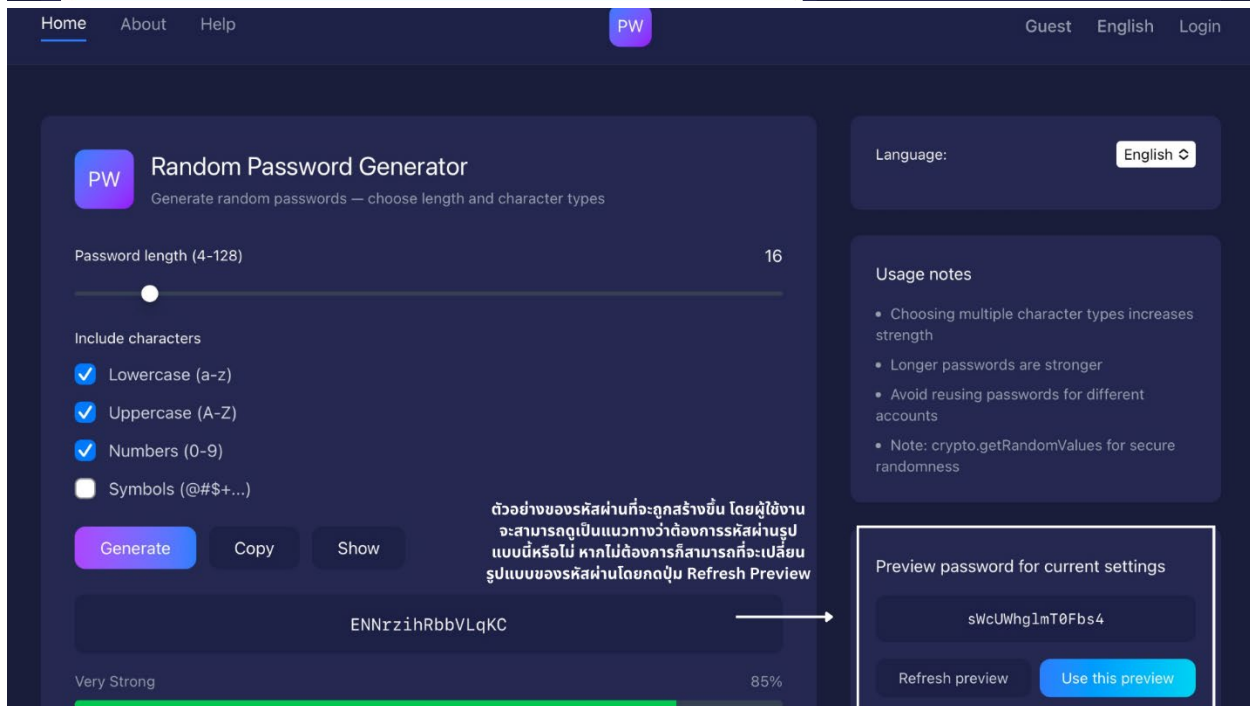 Home About Help PW Guest English Login
PW
Random Password Generator
Generate random passwords — choose length and character types
Password length (4-128) 16
Include characters
Lowercase (a-z)
Uppercase (A-Z)
Numbers (0-9)
Symbols (@#$+...)
Generate Copy Show
ตัวอย่างของรหัสผ่านที่จะถูกสร้างขึ้น โดยผู้ใช้งาน
จะสามารถดูเป็นแนวทางว่าต้องการรหัสผ่านรูป
แบบนี้หรือไม่ หากไม่ต้องการก็สามารถที่จะเปลี่ยน
รูปแบบของรหัสผ่านโดยกดปุ่ม Refresh Preview
ENNrzihRbbVLqKC
Very Strong 85%
Language: English
Usage notes
• Choosing multiple character types increases
strength
• Longer passwords are stronger
• Avoid reusing passwords for different
accounts
• Note: crypto.getRandomValues for secure
randomness
Preview password for current settings
sWcUWhglmT0Fbs4
Refresh preview Use this preview